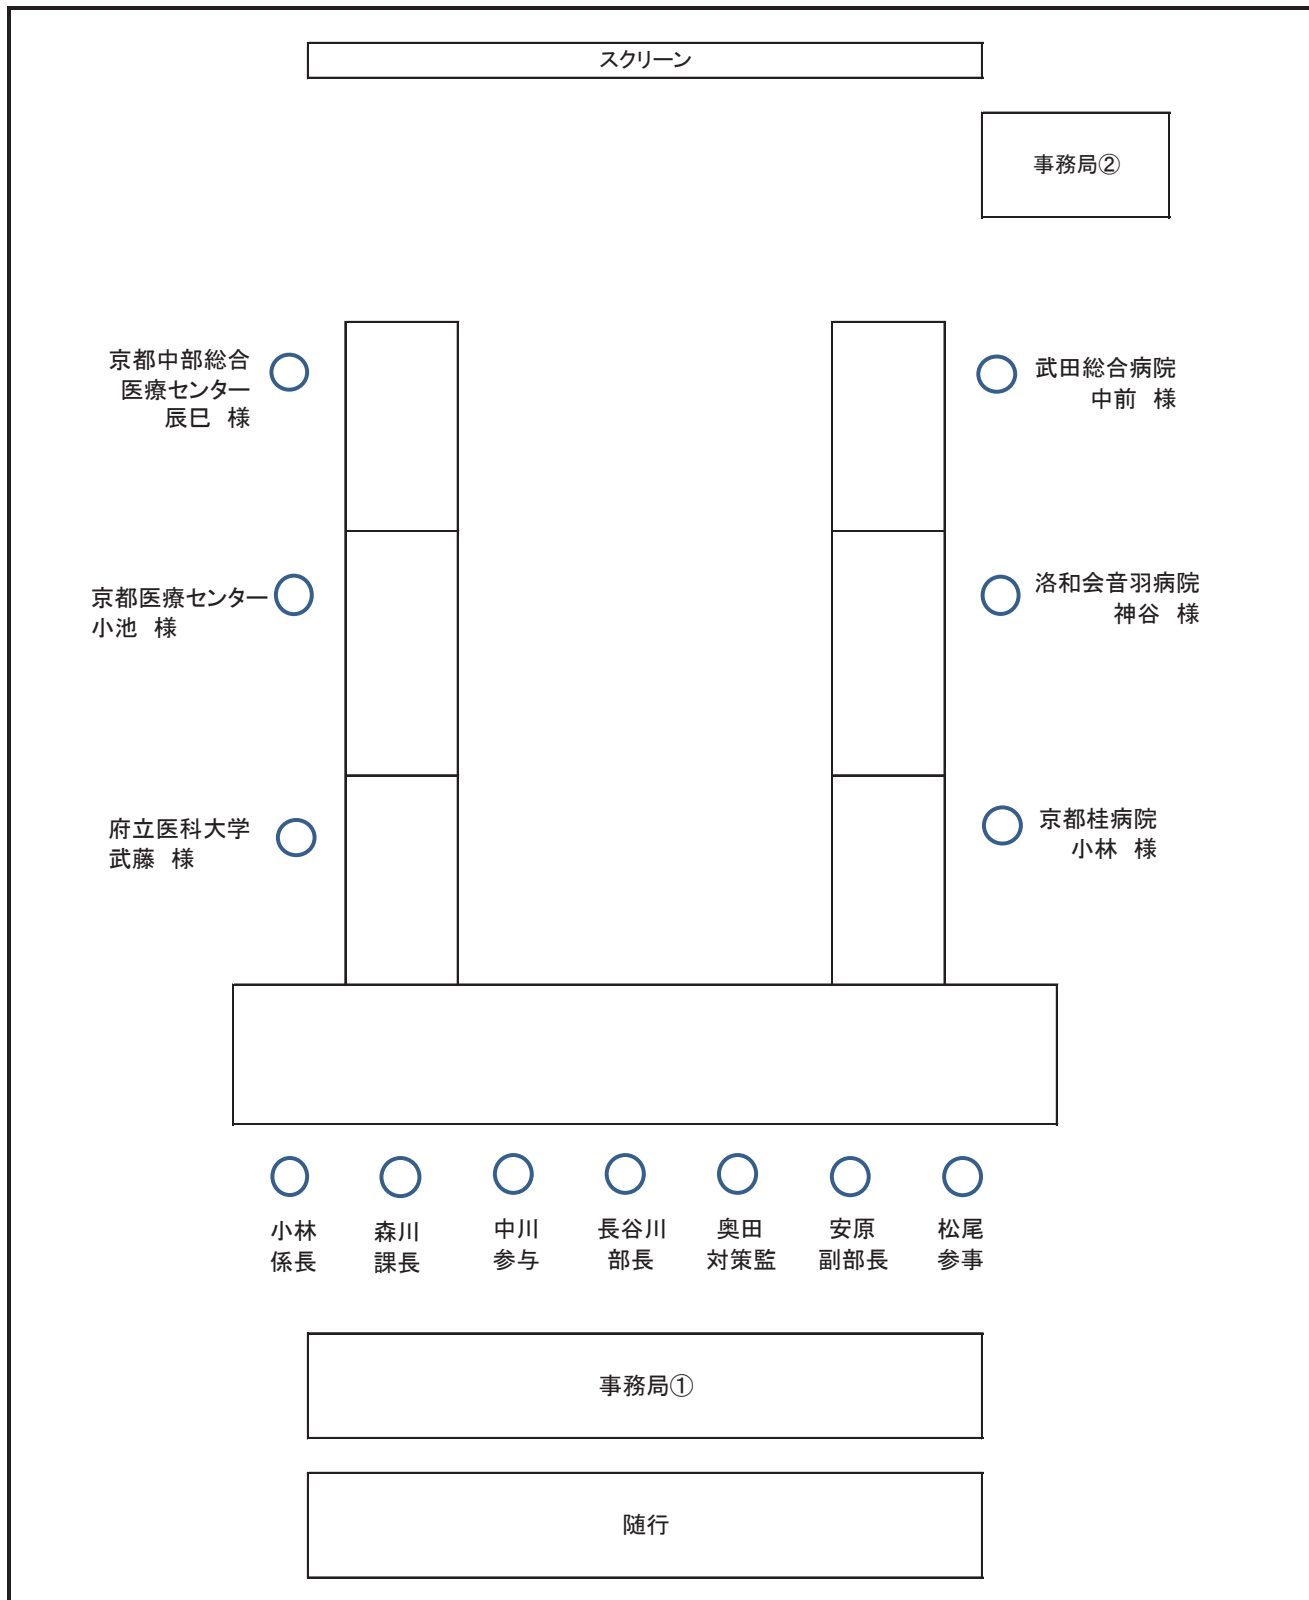 スクリーン
事務局②
京都中部総合
医療センター
辰巳　様
武田総合病院
中前　様
京都医療センター
小池　様
洛和会音羽病院
神谷　様
府立医科大学
武藤　様
京都桂病院
小林　様
小林
係長
森川
課長
中川
参与
長谷川
部長
奥田
対策監
安原
副部長
松尾
参事
事務局①
随行